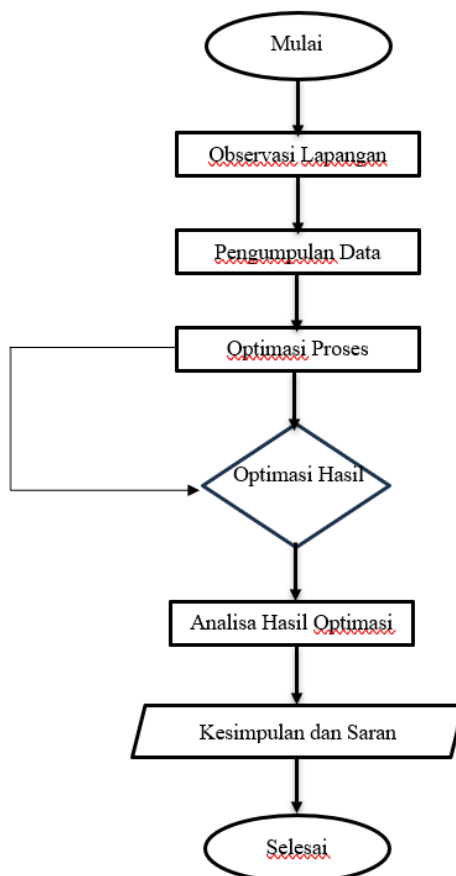 Mulai
Observasi Lapangan
Pengumpulan Data
Optimasi Proses
Optimasi Hasil
Analisa Hasil Optimasi
Kesimpulan dan Saran
Selesai